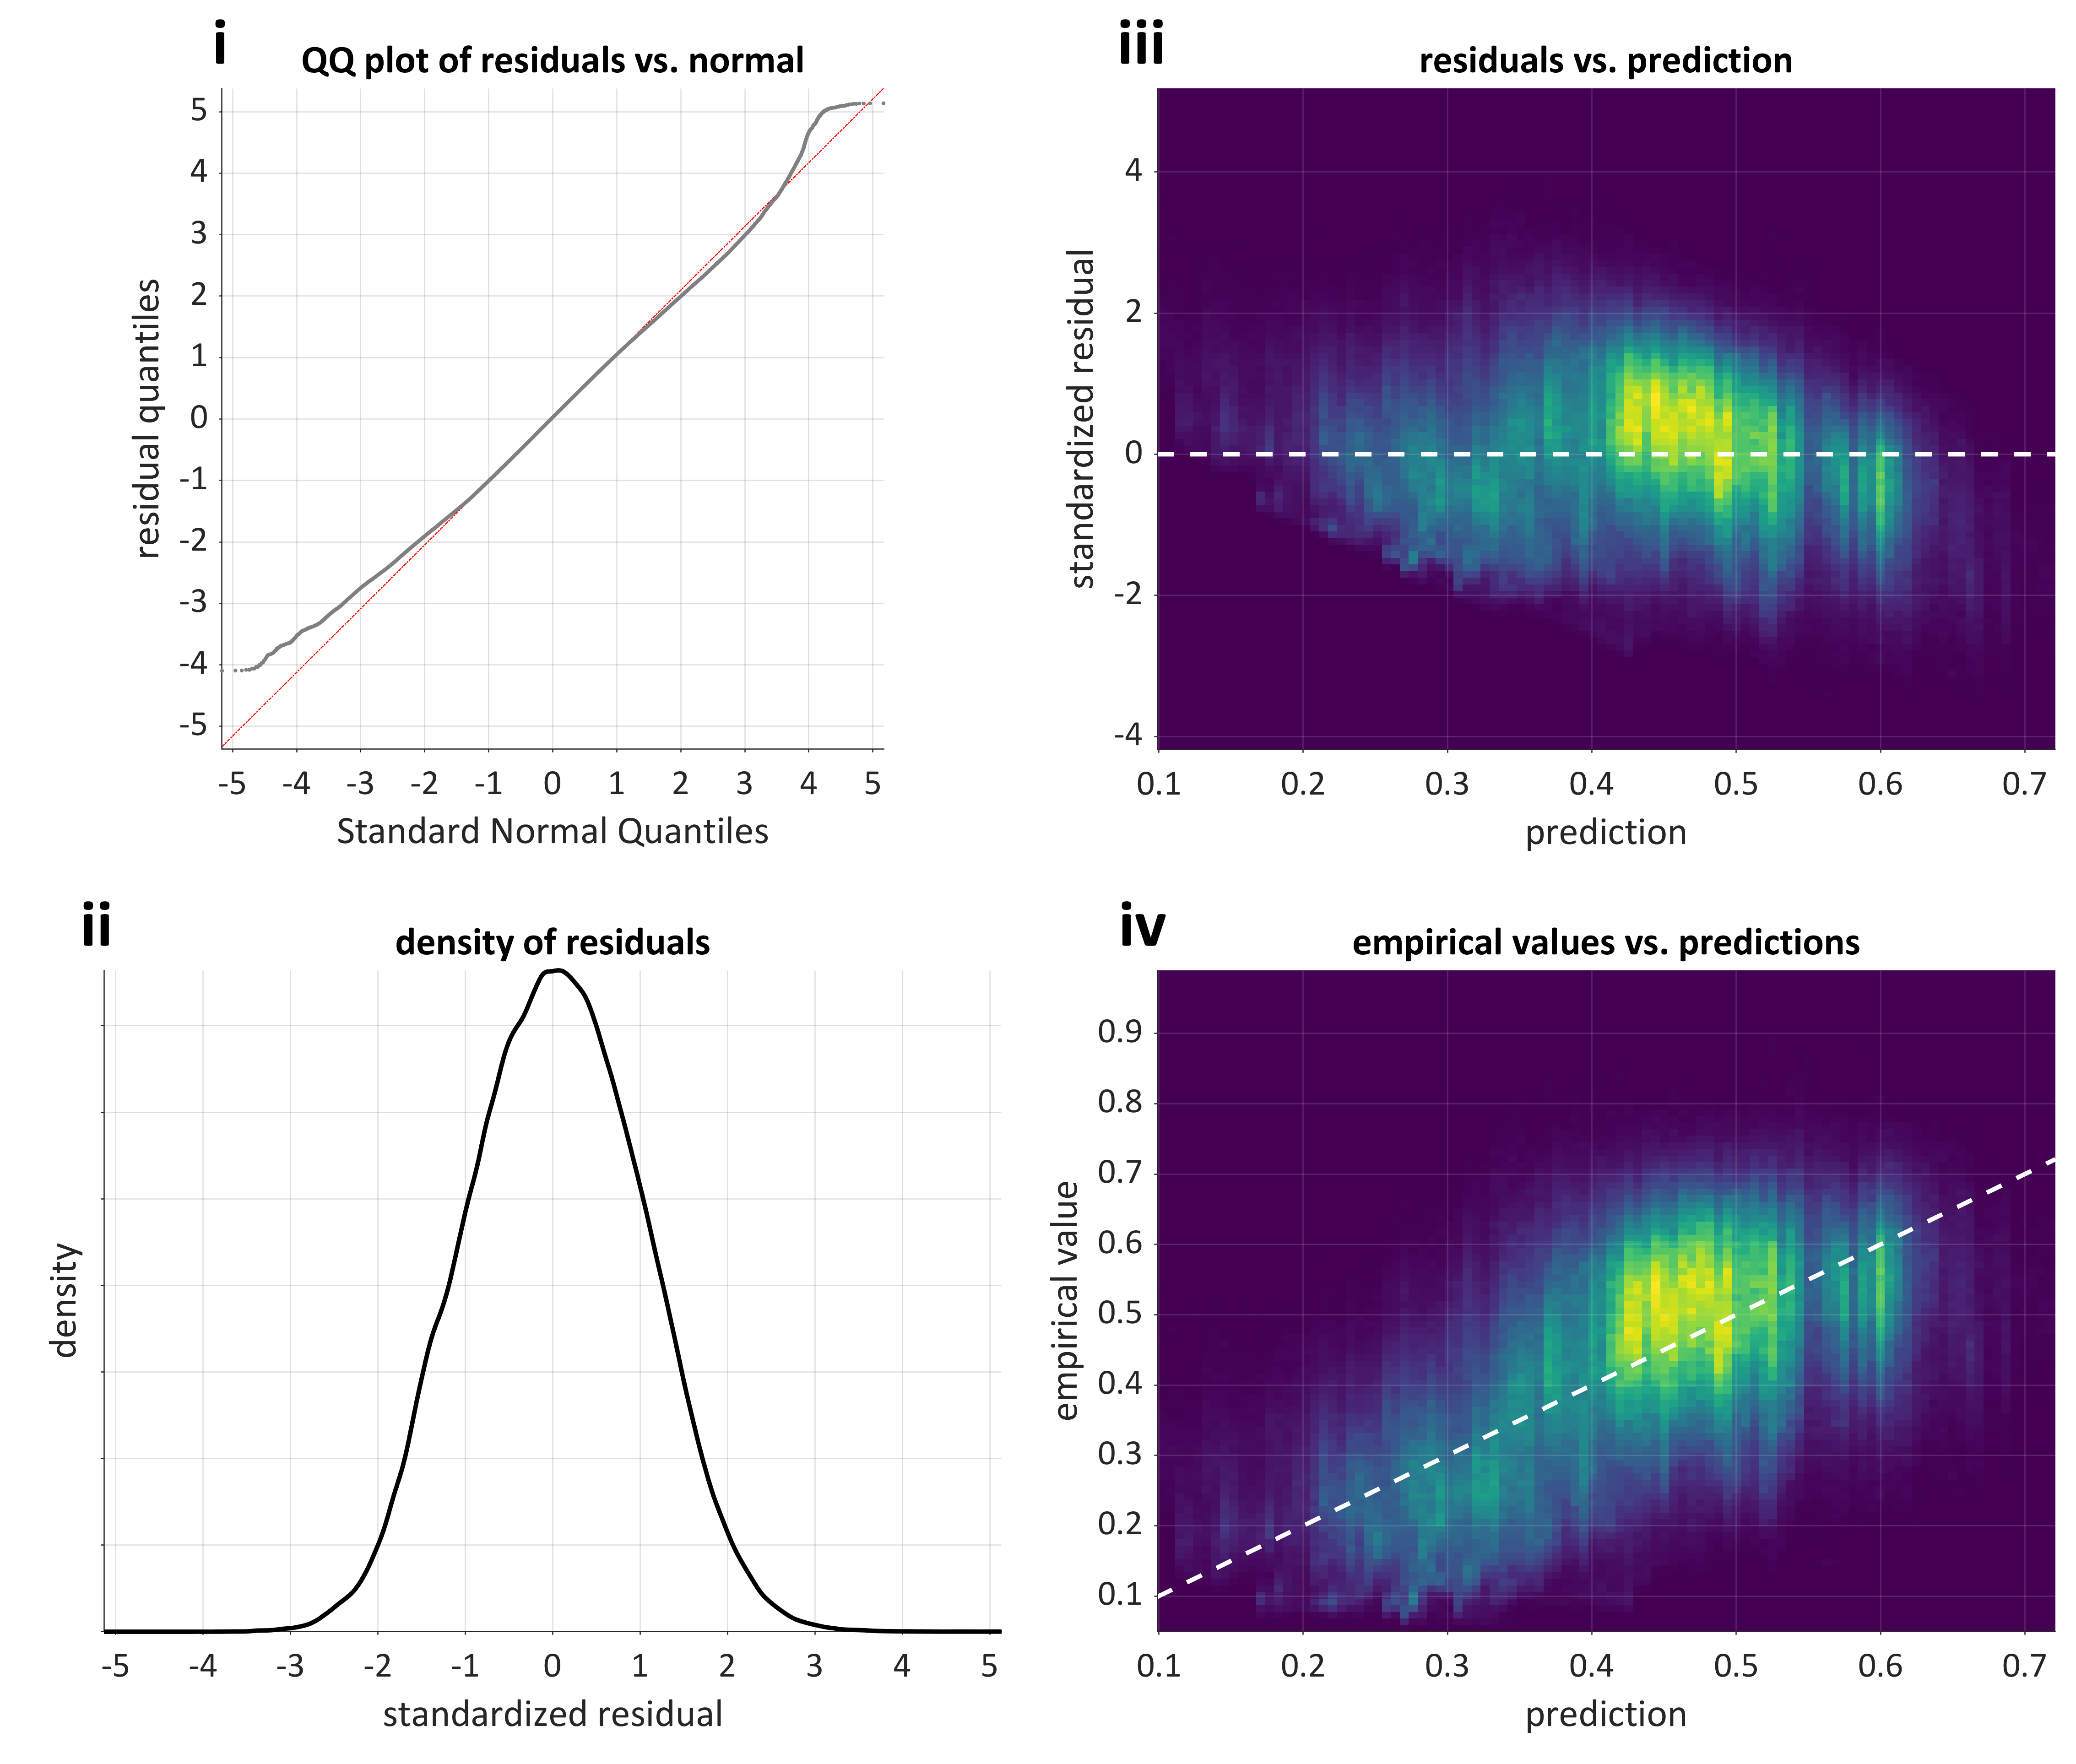 i
QQ plot of residuals vs. normal
5
4
3
2
1
0
-1
-2
-3
-4
-5
residual quantiles
-5 -4 -3 -2 -1 0 1 2 3 4 5
Standard Normal Quantiles
ii
density of residuals
density
-5 -4 -3 -2 -1 0 1 2 3 4 5
standardized residual
iii
residuals vs. prediction
4
2
0
-2
-4
standardized residual
0.1 0.2 0.3 0.4 0.5 0.6 0.7
prediction
iv
empirical values vs. predictions
0.9
0.8
0.7
0.6
0.5
0.4
0.3
0.2
0.1
empirical value
0.1 0.2 0.3 0.4 0.5 0.6 0.7
prediction